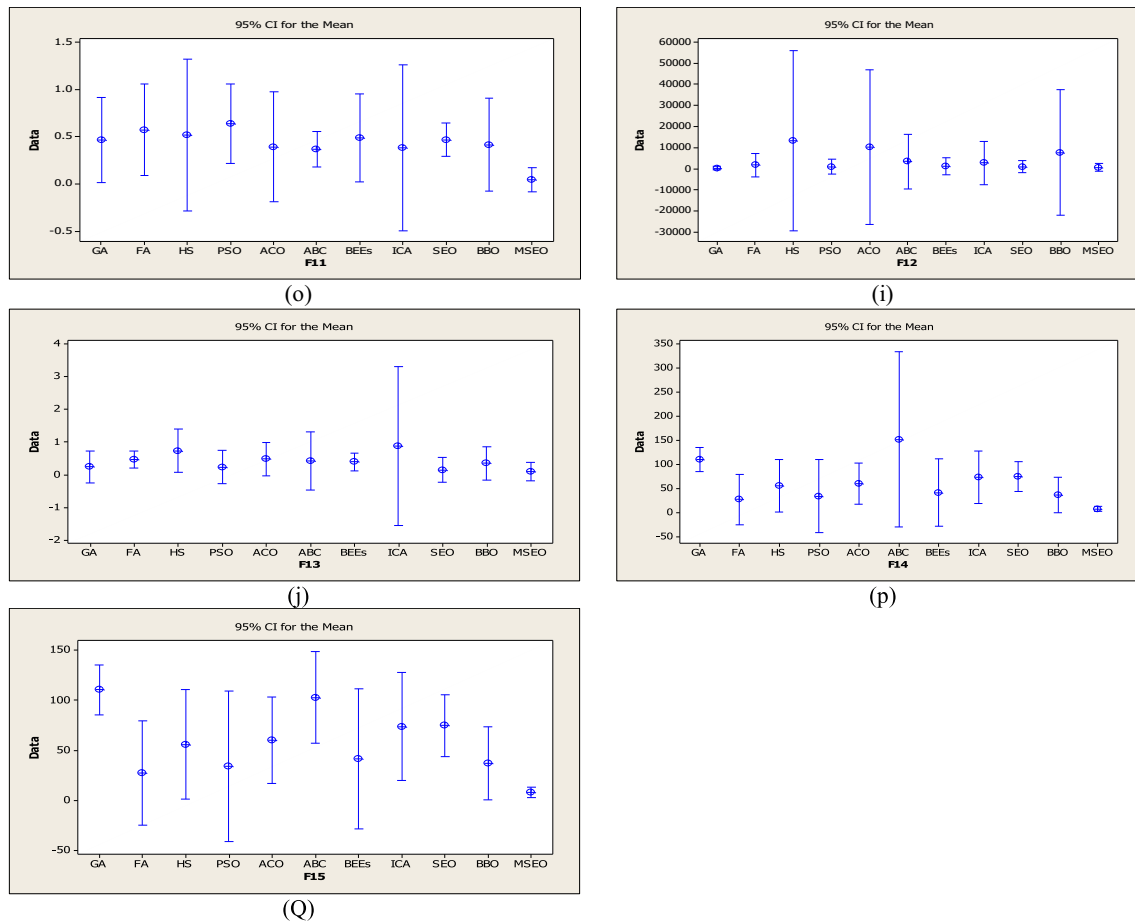 95% CI for the Mean
1.5
1.0
0.5
0.0
-0.5
Data
GA FA HS PSO ACO ABC BEEs ICA SEO BBO MSEO
F11
(o)
95% CI for the Mean
60000
50000
40000
30000
20000
10000
0
-10000
-20000
-30000
Data
GA FA HS PSO ACO ABC BEEs ICA SEO BBO MSEO
F12
(i)
95% CI for the Mean
4
3
2
1
0
-1
-2
Data
GA FA HS PSO ACO ABC BEEs ICA SEO BBO MSEO
F13
(j)
95% CI for the Mean
350
300
250
200
150
100
50
0
-50
Data
GA FA HS PSO ACO ABC BEEs ICA SEO BBO MSEO
F14
(p)
95% CI for the Mean
150
100
50
0
-50
Data
GA FA HS PSO ACO ABC BEEs ICA SEO BBO MSEO
F15
(Q)